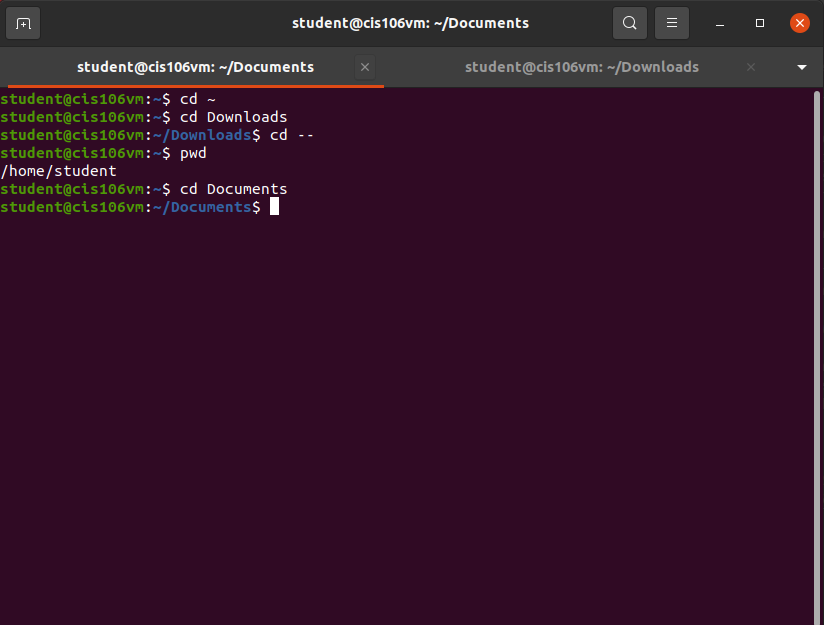 student@cis106vm: ~/Documents
student@cis106vm: ~/Documents
student@cis106vm: ~/Downloads
student@cis106vm:~$ cd ~
student@cis106vm:~$ cd Downloads
student@cis106vm:~/Downloads$ cd --
student@cis106vm:~$ pwd
/home/student
student@cis106vm:~$ cd Documents
student@cis106vm:~/Documents$